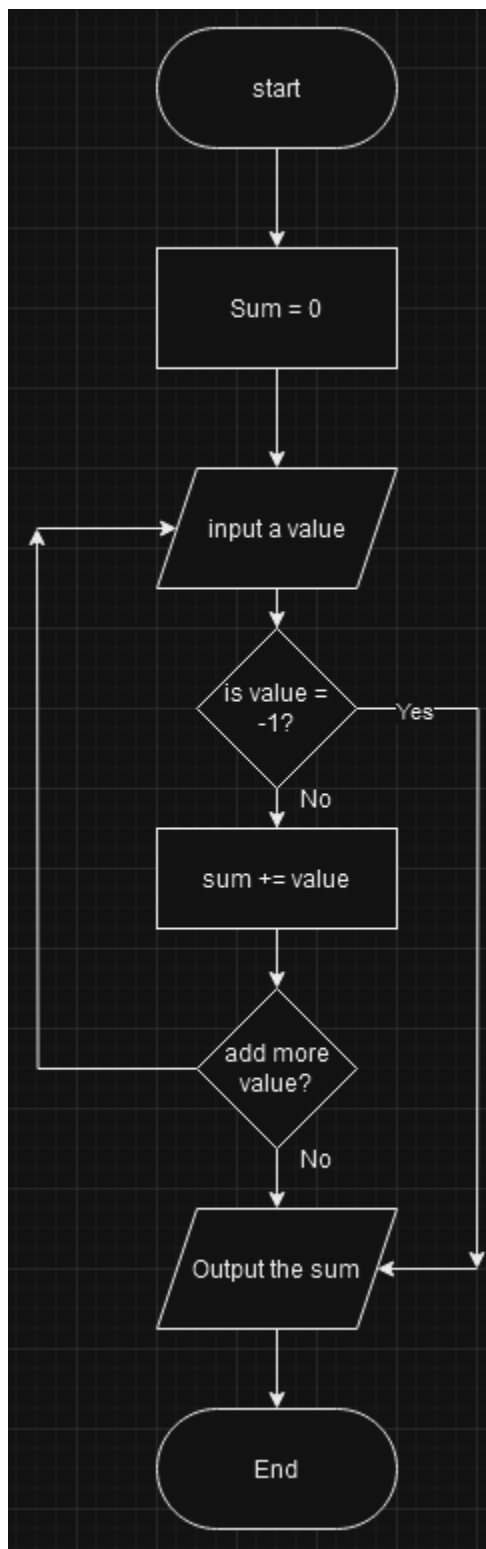 start
Sum = 0
input a value
is value =
-1?
Yes
No
sum += value
add more
value?
No
Output the sum
End